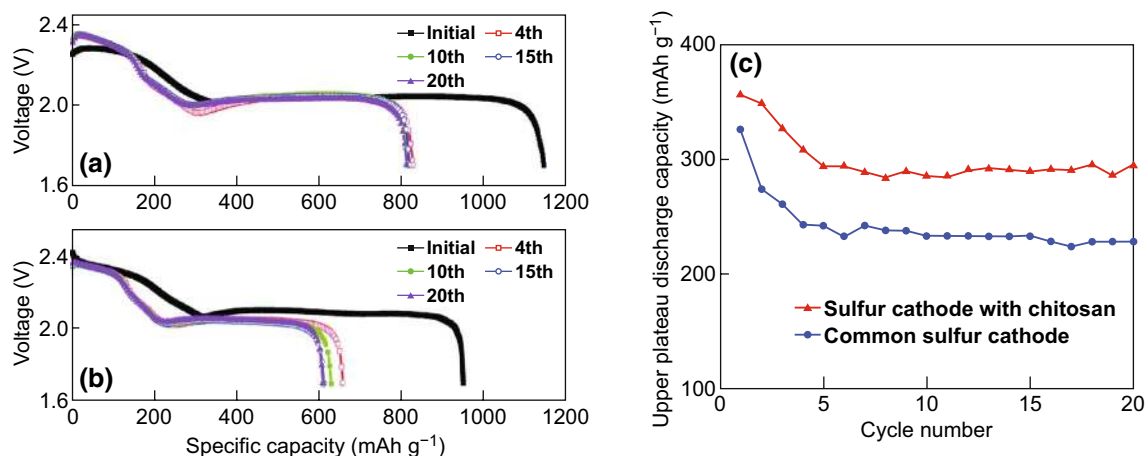 2.4
2.0
1.6
Voltage (V)
Initial
4th
10th
15th
20th
(a)
0 200 400 600 800 1000 1200
2.4
2.0
1.6
Voltage (V)
Initial
4th
10th
15th
20th
(b)
0 200 400 600 800 1000 1200
Specific capacity (mAh g⁻¹)
400
300
200
100
Upper plateau discharge capacity (mAh g⁻¹)
(c)
Sulfur cathode with chitosan
Common sulfur cathode
0 5 10 15 20
Cycle number